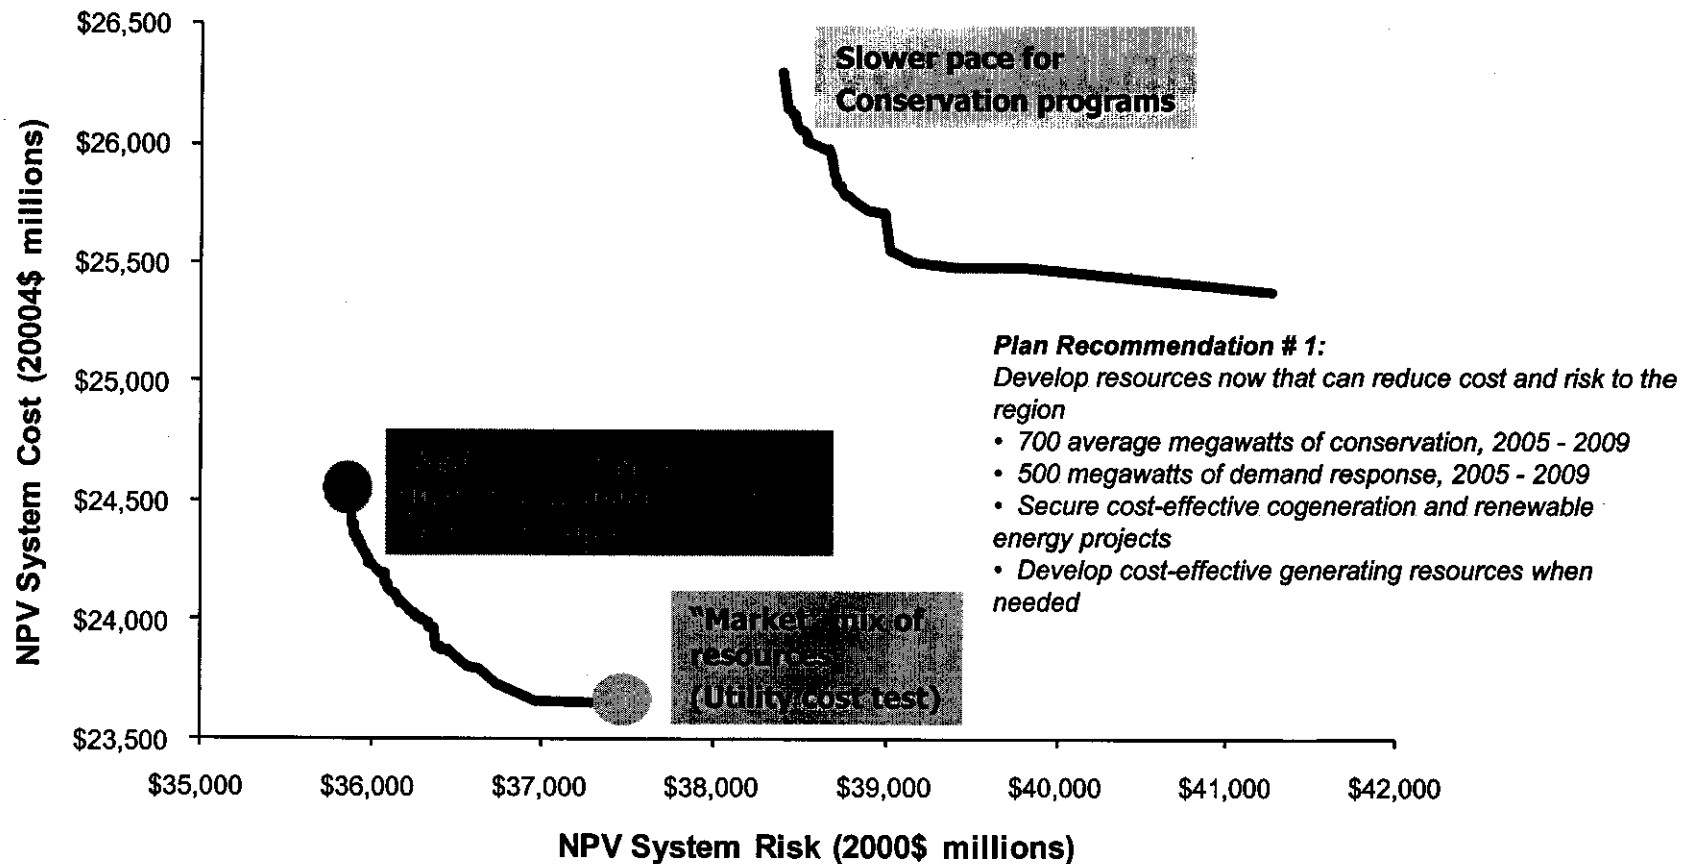 $26,500
$26,000
$25,500
$25,000
$24,500
$24,000
$23,500
NPV System Cost (20004$ millions)
Slower pace for
Conservation programs
Plan Recommendation # 1:
Develop resources now that can reduce cost and risk to the
region
• 700 average megawatts of conservation, 2005 - 2009
• 500 megawatts of demand response, 2005 - 2009
• Secure cost-effective cogeneration and renewable
energy projects
• Develop cost-effective generating resources when
needed
"Market" mix of
resources
(Utility cost test)
$35,000
$36,000
$37,000
$38,000
$39,000
$40,000
$41,000
$42,000
NPV System Risk (2000$ millions)